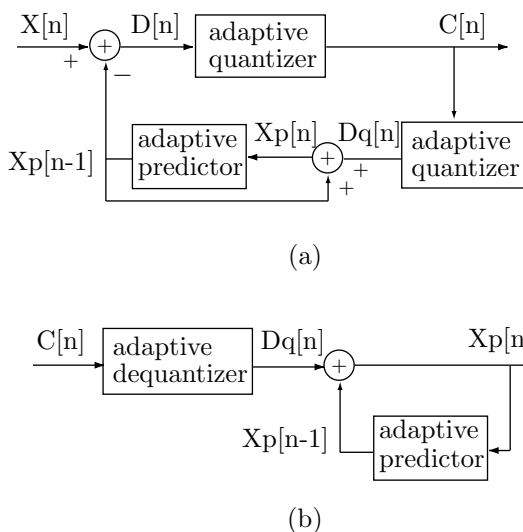 X[n]
D[n]
C[n]
+
+
−
adaptive
quantizer
Xp[n]
Dq[n]
Xp[n-1]
adaptive
predictor
+
+
+
adaptive
quantizer
(a)
C[n]
adaptive
dequantizer
Dq[n]
+
Xp[n
Xp[n-1]
adaptive
predictor
(b)